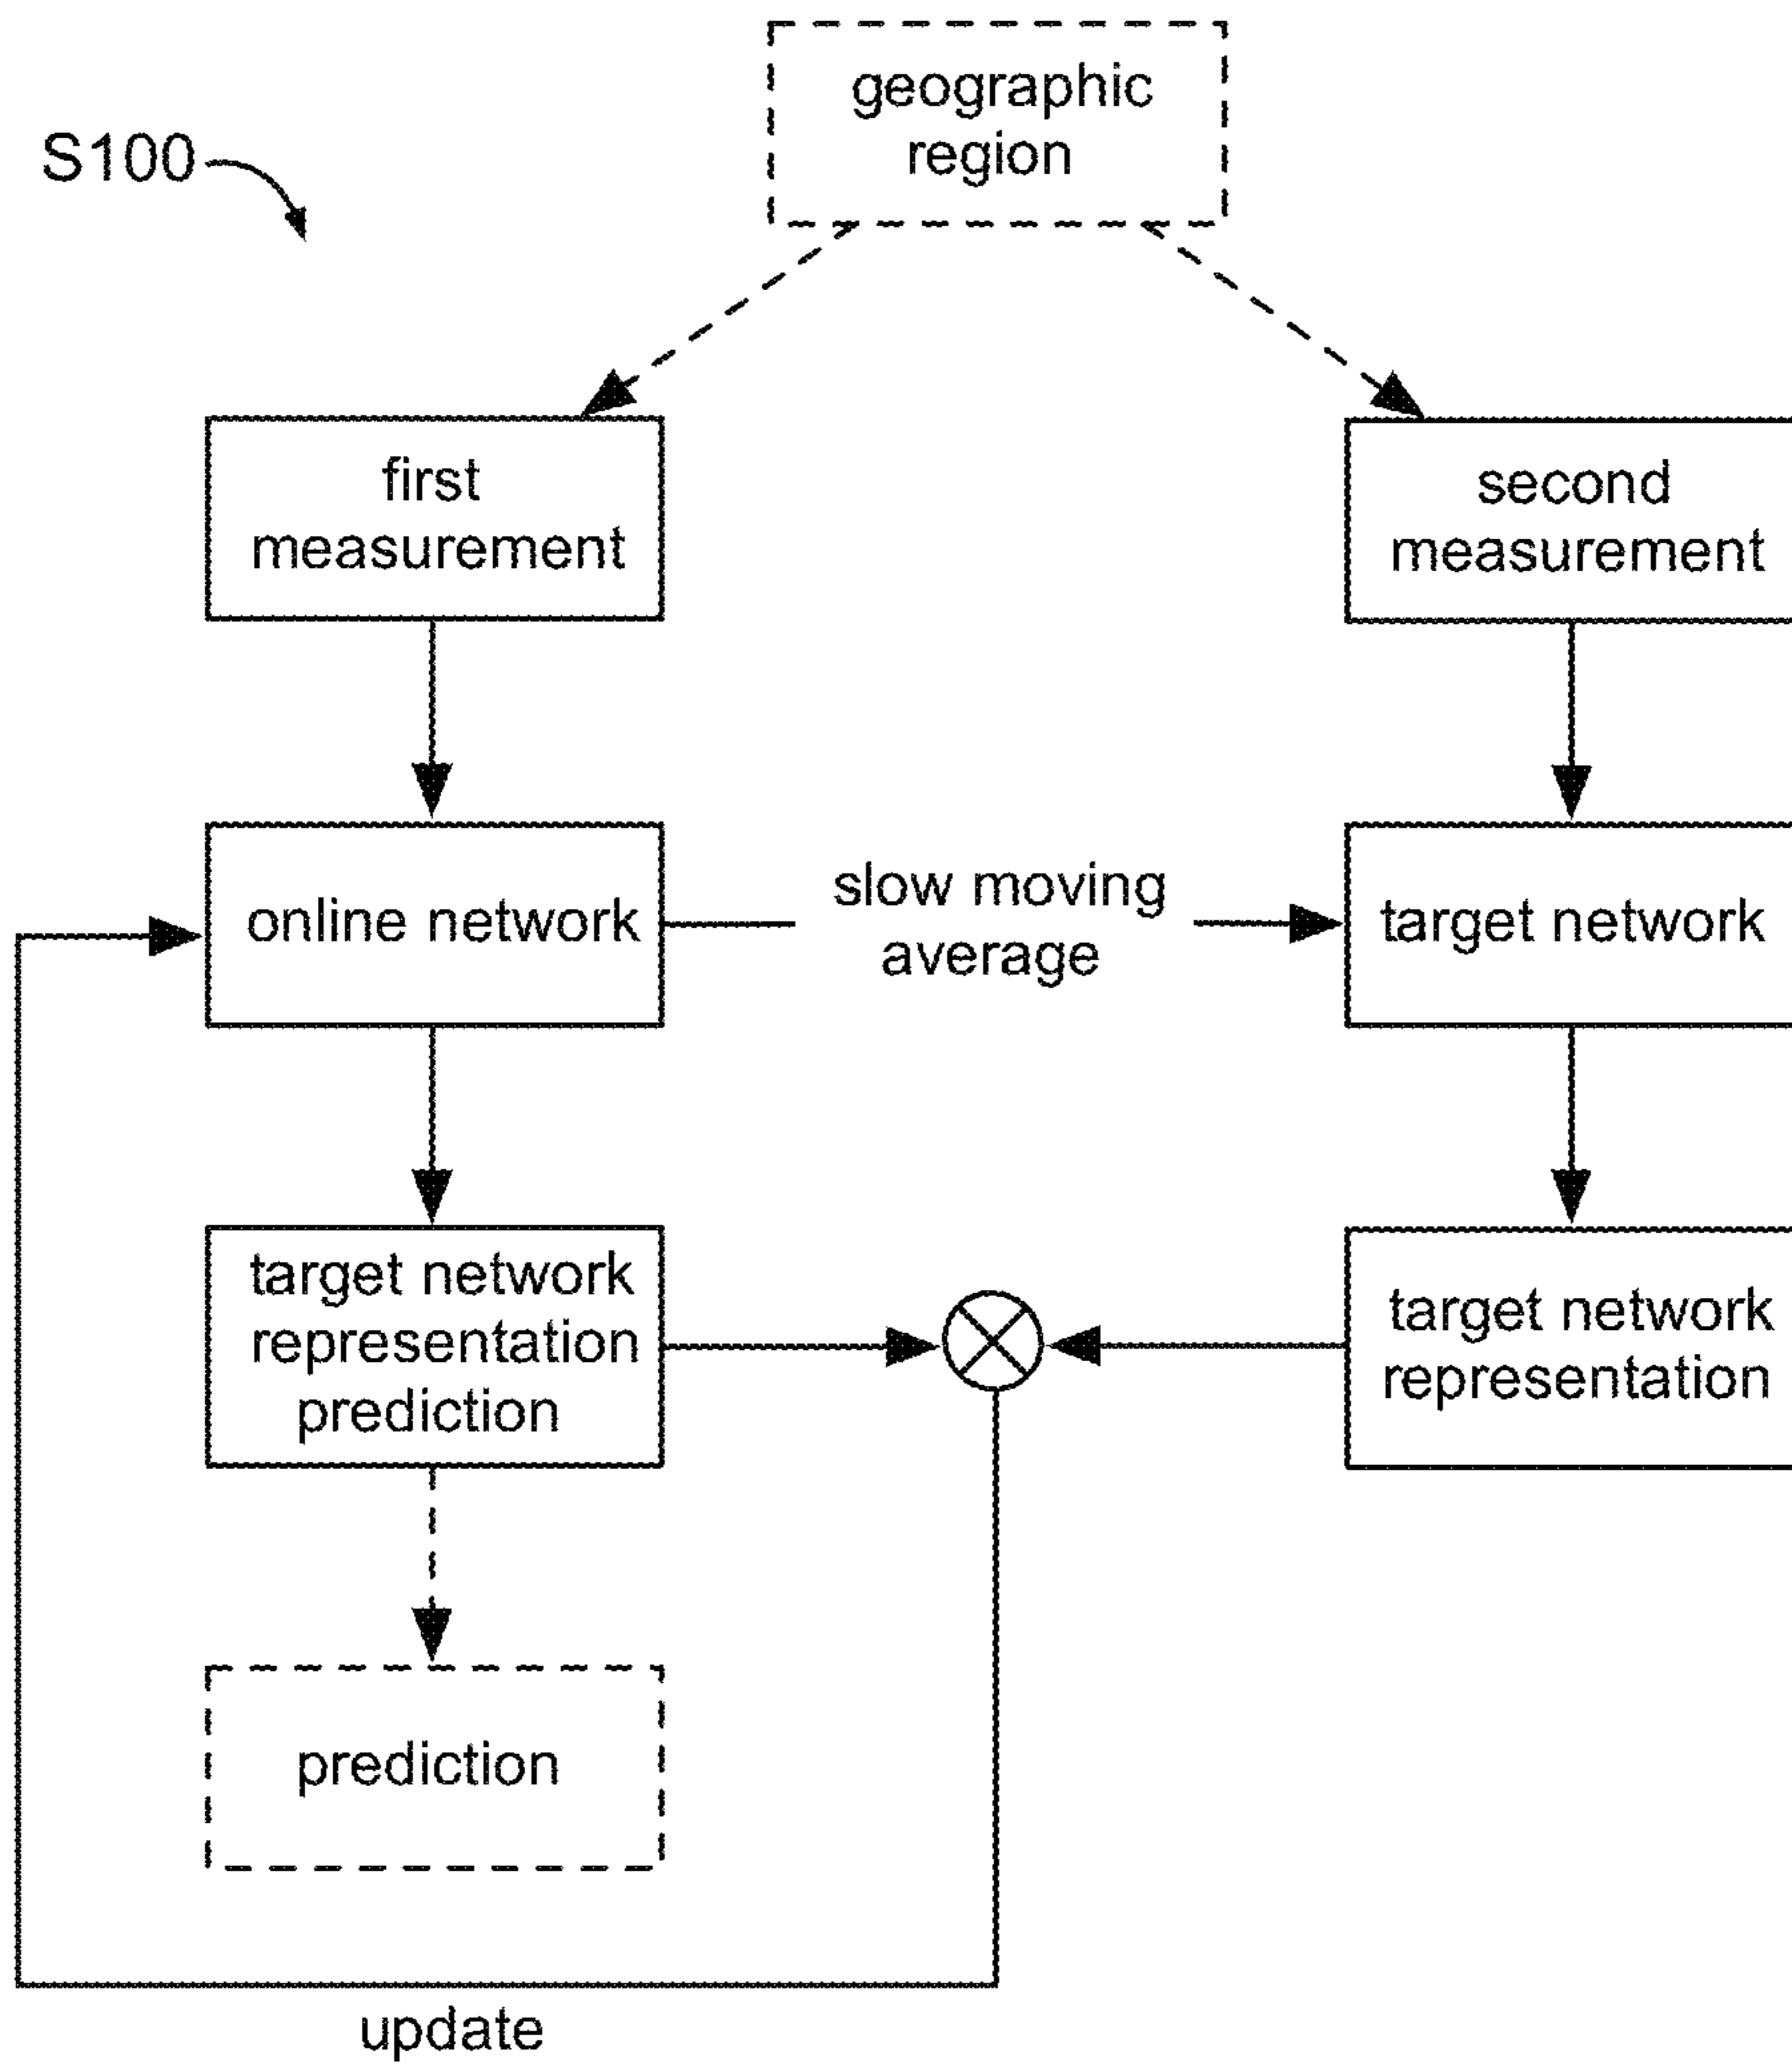 geographic
region
S100
first
measurement
second
measurement
online network
slow moving
average
target network
target network
representation
prediction
target network
representation
prediction
update